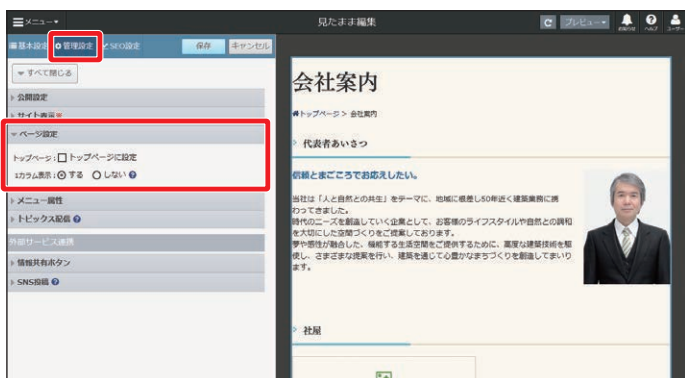 メニュー
見たまま編集
プレビュー
お知らせ
ヘルプ
ユーザー
基本設定
管理設定
SEO設定
保存
キャンセル
すべて閉じる
公開設定
サイト表示※
ページ設定
トップページ: トップページに設定
1カラム表示: する しない
メニュー属性
トピックス配信
外部サービス連携
情報共有ボタン
SNS投稿
会社案内
トップページ > 会社案内
代表者あいさつ
信頼とまごころでお応えしたい。
当社は「人と自然との共生」をテーマに、地域に根差し50年近く建築業務に携
わってきました。
時代のニーズを創造していく企業として、お客様のライフスタイルや自然との調和
を大切にした空間づくりをご提案しております。
夢や感性が融合した、機能する生活空間をご提供するために、高度な建築技術を駆
使し、さまざまな提案を行い、建築を通じて心豊かなまちづくりを創造してまいり
ます。
社屋